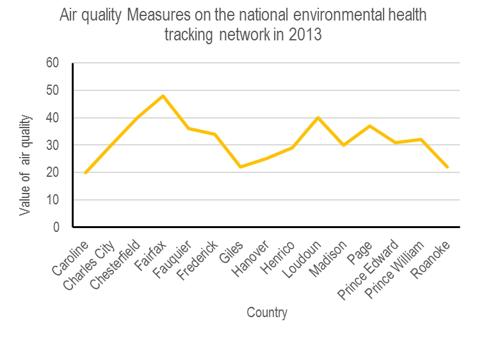 Air quality Measures on the national environmental health
tracking network in 2013
Value of air quality
60
50
40
30
20
10
0
Caroline
Charles City
Chesterfield
Fairfax
Fauquier
Frederick
Giles
Hanover
Henrico
Loudoun
Madison
Page
Prince Edward
Prince William
Roanoke
Country